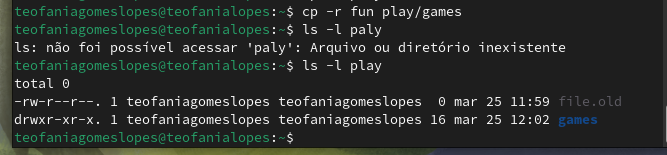 teofaniagomeslopes@teofanialopes:~$ cp -r fun play/games
teofaniagomeslopes@teofanialopes:~$ ls -l paly
ls: não foi possível acessar 'paly': Arquivo ou diretório inexistente
teofaniagomeslopes@teofanialopes:~$ ls -l play
total 0
-rw-r--r--. 1 teofaniagomeslopes teofaniagomeslopes  0 mar 25 11:59 file.old
drwxr-xr-x. 1 teofaniagomeslopes teofaniagomeslopes 16 mar 25 12:02 games
teofaniagomeslopes@teofanialopes:~$